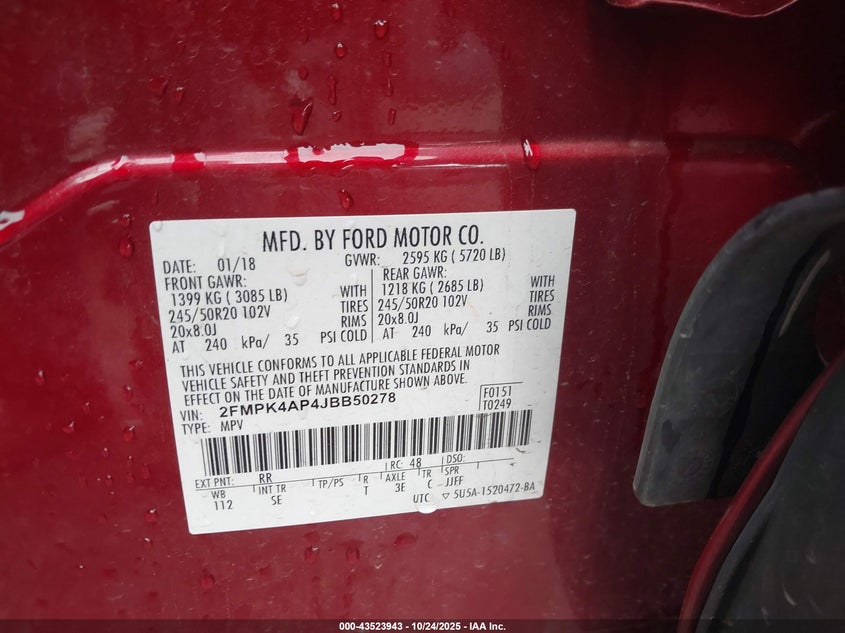 MFD. BY FORD MOTOR CO.
DATE: 01/18 GVWR: 2595 KG ( 5720 LB)
FRONT GAWR: REAR GAWR:
1399 KG ( 3085 LB) WITH 1218 KG ( 2685 LB) WITH
245/50R20 102V TIRES 245/50R20 102V TIRES
20x8.0J RIMS 20x8.0J RIMS
AT 240 kPa/ 35 PSI COLD AT 240 kPa/ 35 PSI COLD
THIS VEHICLE CONFORMS TO ALL APPLICABLE FEDERAL MOTOR
VEHICLE SAFETY AND THEFT PREVENTION STANDARDS IN
EFFECT ON THE DATE OF MANUFACTURE SHOWN ABOVE.
VIN: 2FMPK4AP4JBB50278 F0151
TYPE: MPV T0249
EXT PNT: RR RC: 48 DSO:
WB INT TR TP/PS R AXLE TR SPR
112 SE T 3E C JJFF
UTC ▽ 5U5A-1520472-BA
000-43523943 - 10/24/2025 - IAA Inc.